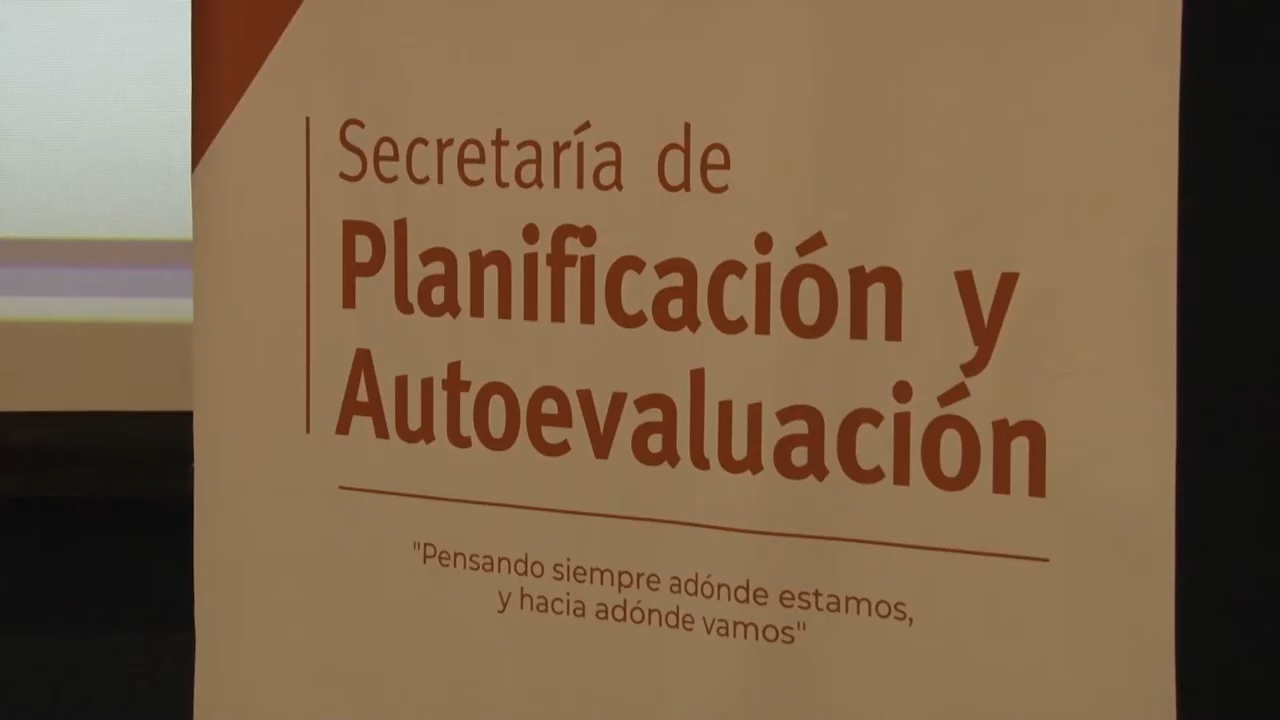 Secretaría de
Planificación y
Autoevaluación
"Pensando siempre adónde estamos,
y hacia adónde vamos"